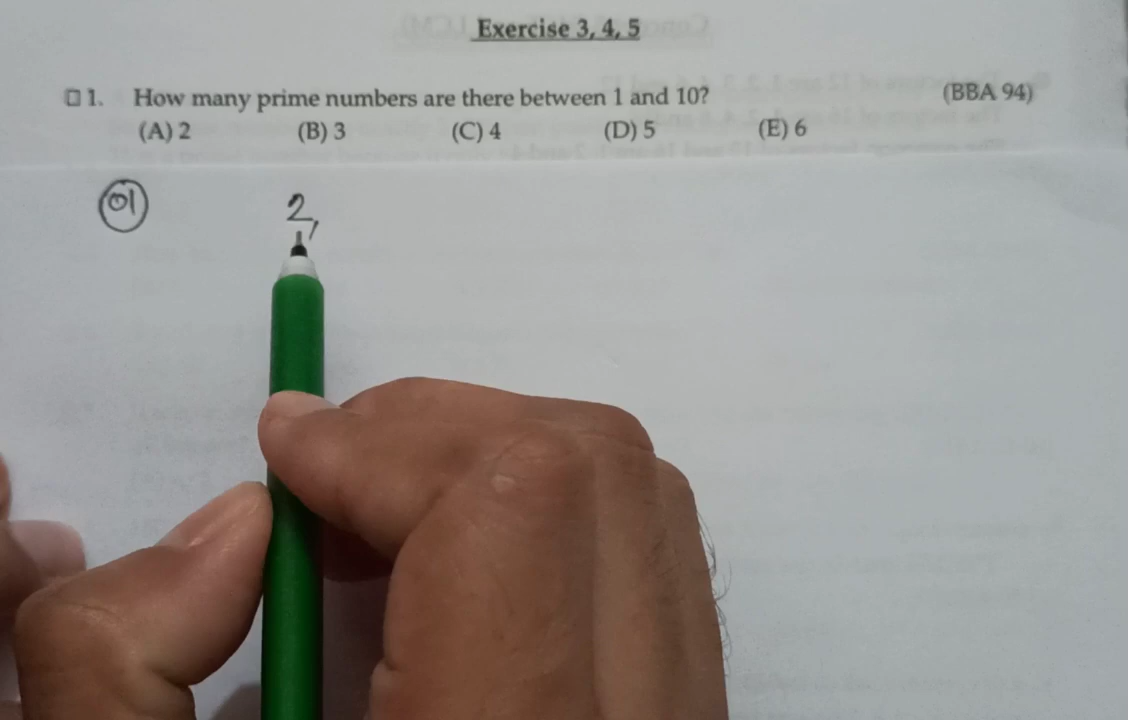 Exercise 3, 4, 5
1. How many prime numbers are there between 1 and 10? (BBA 94)
(A) 2 (B) 3 (C) 4 (D) 5 (E) 6
01 2,